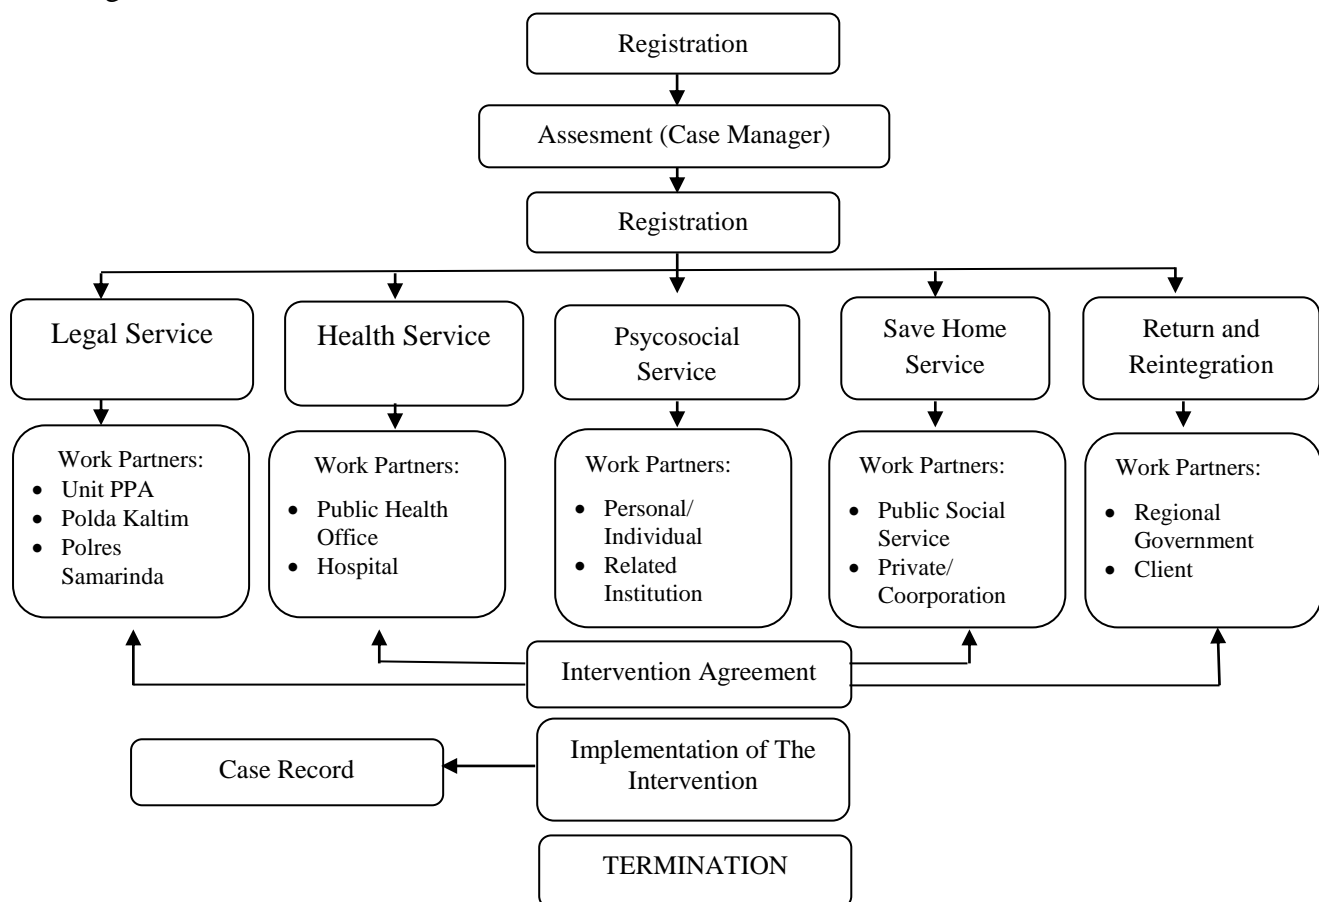 Registration
Assesment (Case Manager)
Registration
Legal Service
Health Service
Psycosocial
Service
Save Home
Service
Return and
Reintegration
Work Partners:
• Unit PPA
• Polda Kaltim
• Polres
Samarinda
Work Partners:
• Public Health
Office
• Hospital
Work Partners:
• Personal/
Individual
• Related
Institution
Work Partners:
• Public Social
Service
• Private/
Coorporation
Work Partners:
• Regional
Government
• Client
Intervention Agreement
Case Record
Implementation of The
Intervention
TERMINATION